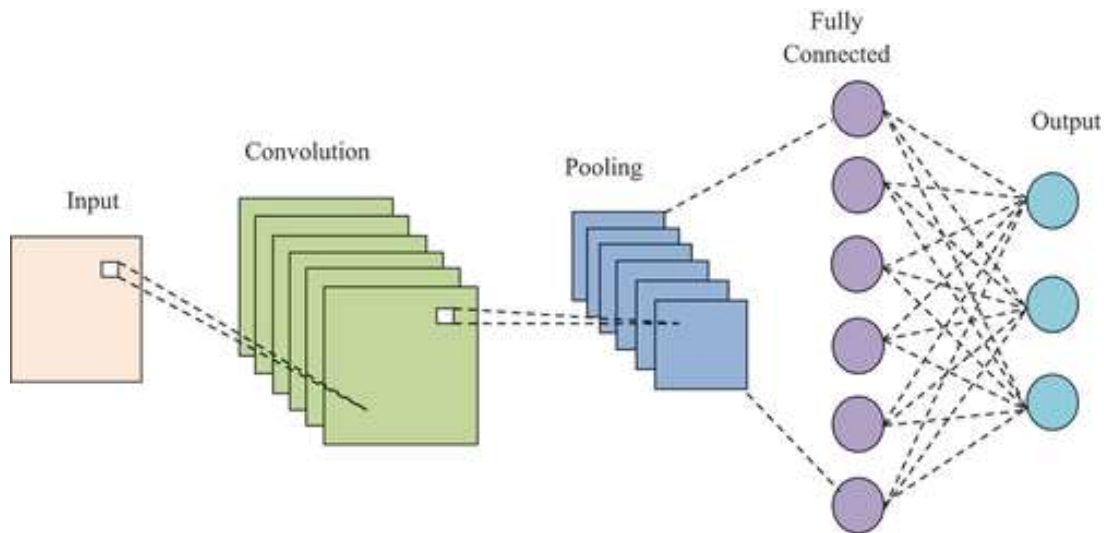 Input
Convolution
Pooling
Fully
Connected
Output